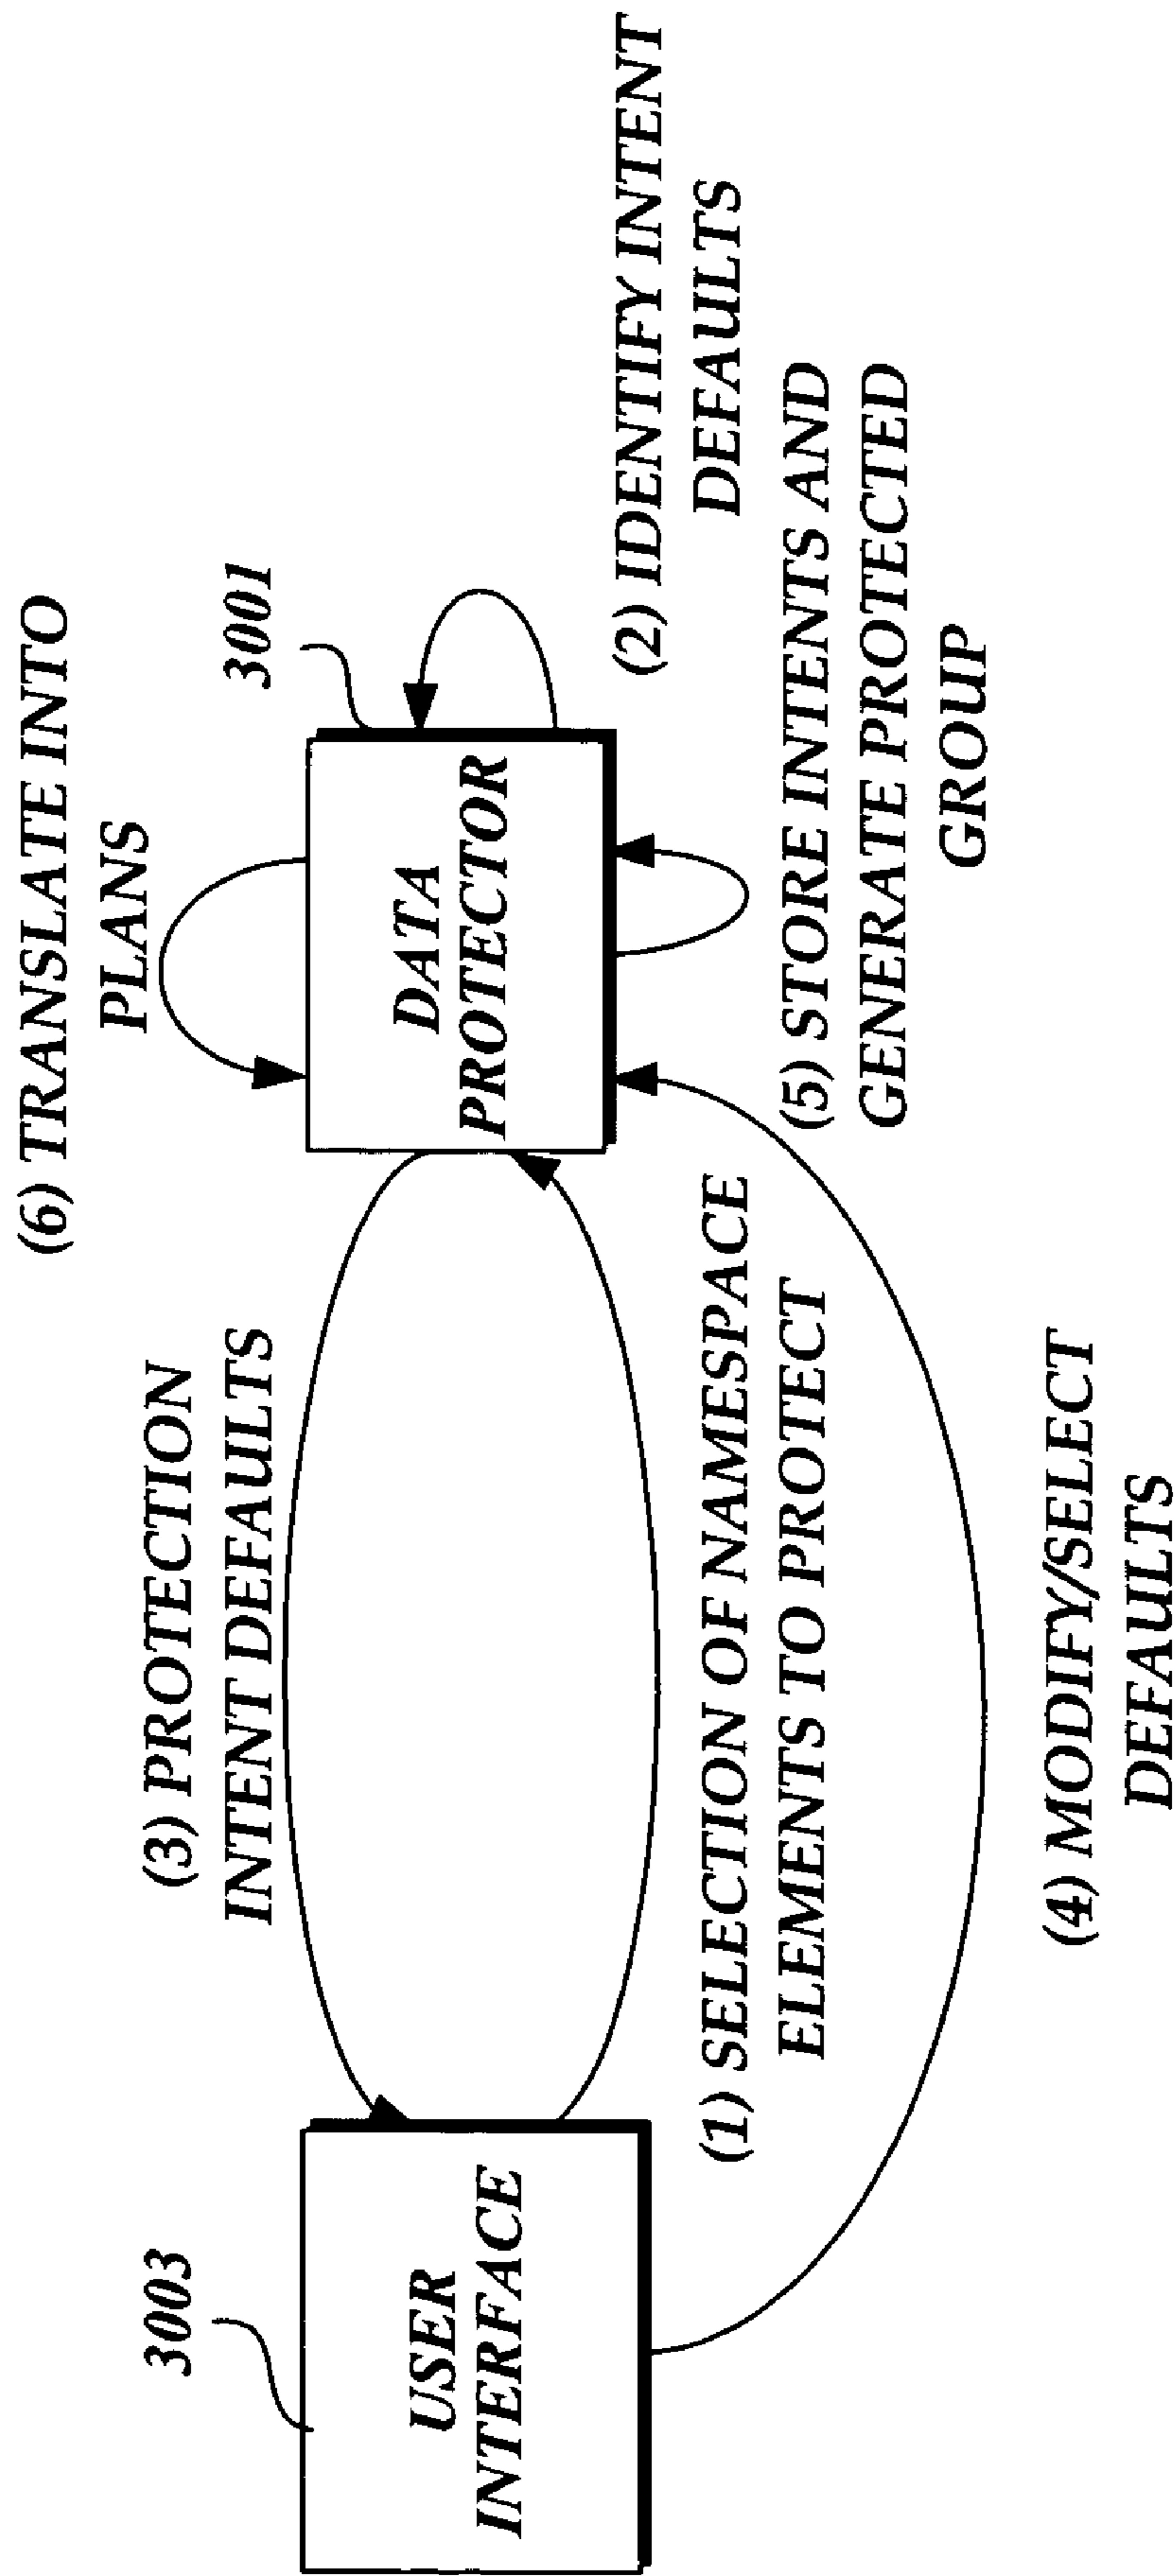 (6) TRANSLATE INTO
PLANS
3001
DATA
PROTECTOR
(2) IDENTIFY INTENT
DEFAULTS
(5) STORE INTENTS AND
GENERATE PROTECTED
GROUP
(3) PROTECTION
INTENT DEFAULTS
(1) SELECTION OF NAMESPACE
ELEMENTS TO PROTECT
(4) MODIFY/SELECT
DEFAULTS
3003
USER
INTERFACE